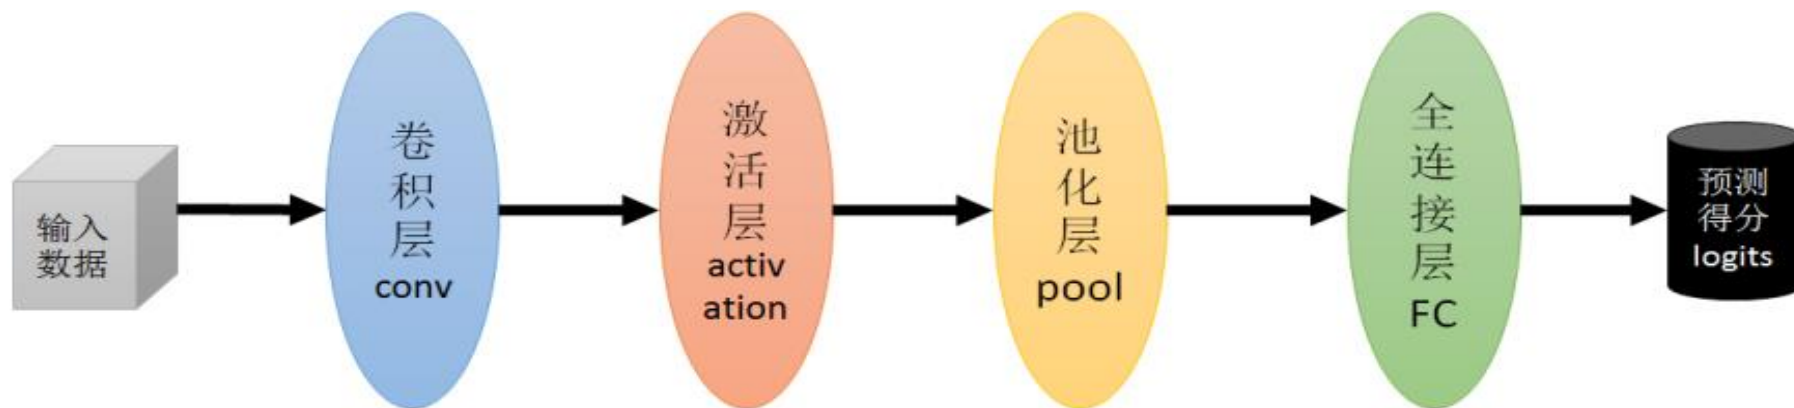 输入
数据
卷
积
层
conv
激
活
层
activ
ation
池
化
层
pool
全
连
接
层
FC
预测
得分
logits